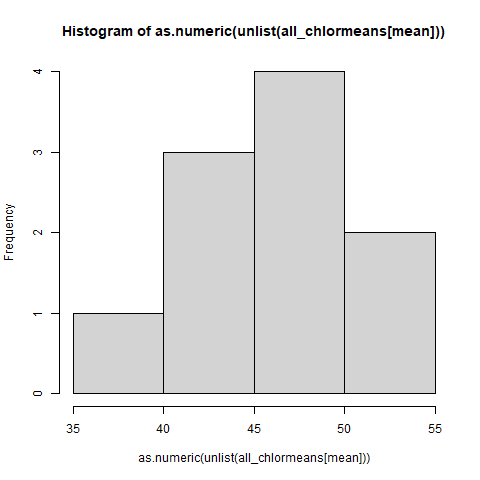 Histogram of as.numeric(unlist(all_chlormeans[mean]))
Frequency
4
3
2
1
0
35 40 45 50 55
as.numeric(unlist(all_chlormeans[mean]))